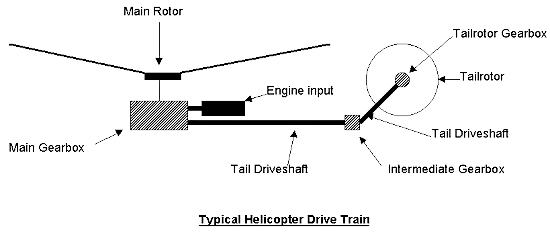 Main Rotor
Tailrotor Gearbox
Tailrotor
Engine input
Tail Driveshaft
Main Gearbox
Tail Driveshaft
Intermediate Gearbox
Typical Helicopter Drive Train